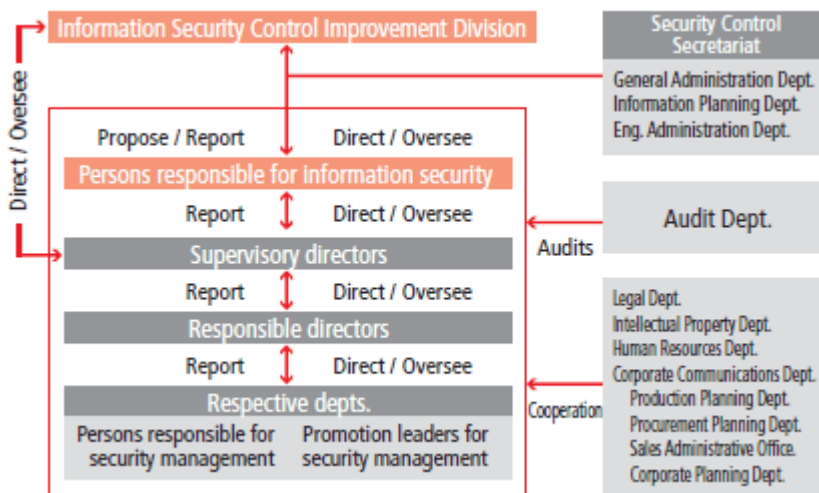 Information Security Control Improvement Division
Security Control
Secretariat
General Administration Dept.
Information Planning Dept.
Eng. Administration Dept.
Direct / Oversee
Propose / Report
Direct / Oversee
Persons responsible for information security
Report
Direct / Oversee
Supervisory directors
Report
Direct / Oversee
Responsible directors
Report
Direct / Oversee
Respective depts.
Persons responsible for
security management
Promotion leaders for
security management
Audits
Audit Dept.
Cooperation
Legal Dept.
Intellectual Property Dept.
Human Resources Dept.
Corporate Communications Dept.
Production Planning Dept.
Procurement Planning Dept.
Sales Administrative Office.
Corporate Planning Dept.